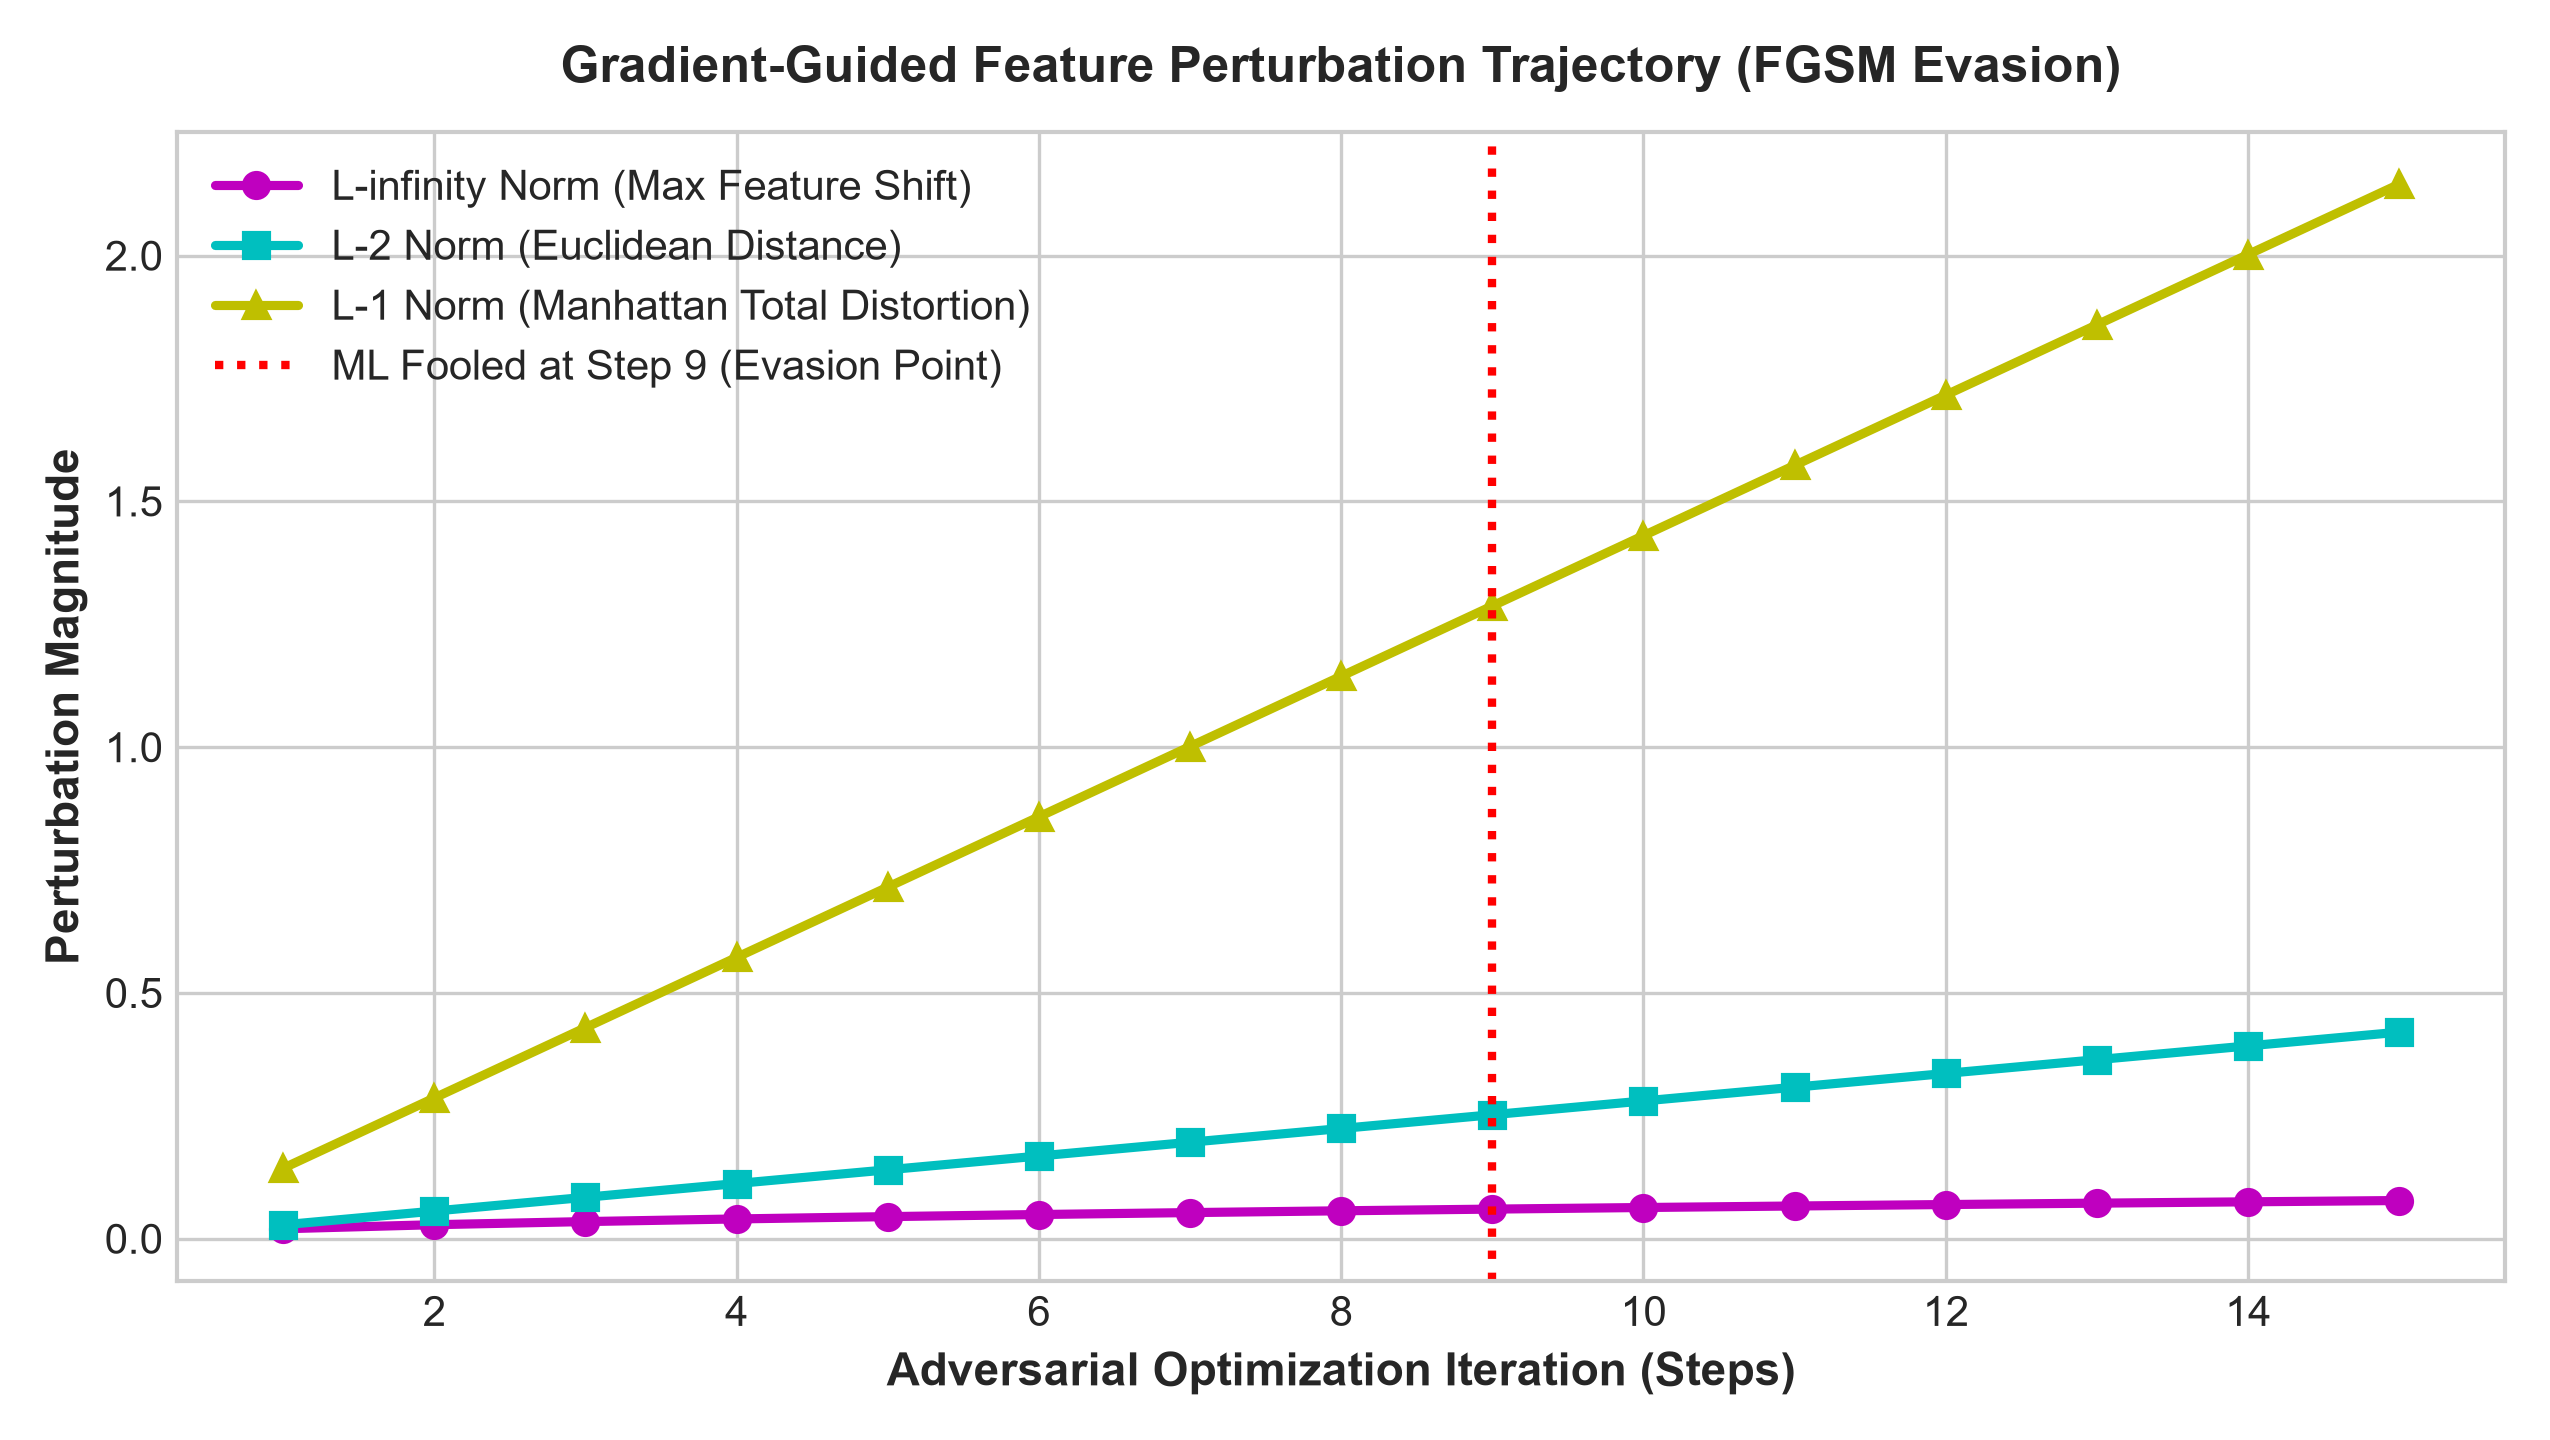 Gradient-Guided Feature Perturbation Trajectory (FGSM Evasion)
L-infinity Norm (Max Feature Shift)
L-2 Norm (Euclidean Distance)
L-1 Norm (Manhattan Total Distortion)
ML Fooled at Step 9 (Evasion Point)
Perturbation Magnitude
2.0
1.5
1.0
0.5
0.0
2 4 6 8 10 12 14
Adversarial Optimization Iteration (Steps)